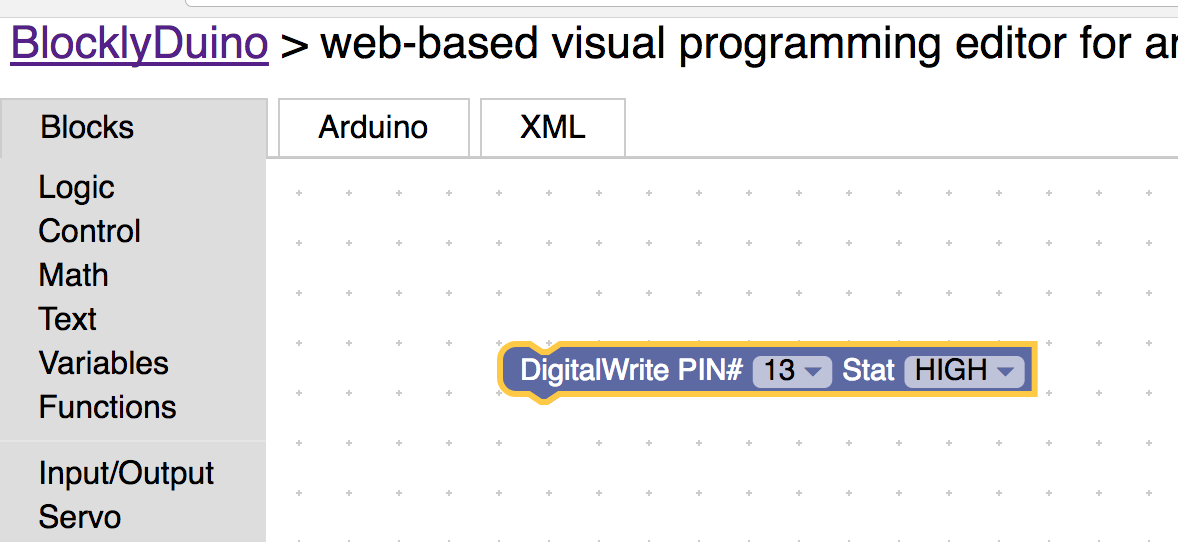 BlocklyDuino > web-based visual programming editor for
Blocks
Arduino
XML
Logic
Control
Math
Text
Variables
Functions
Input/Output
Servo
DigitalWrite PIN# 13 Stat HIGH